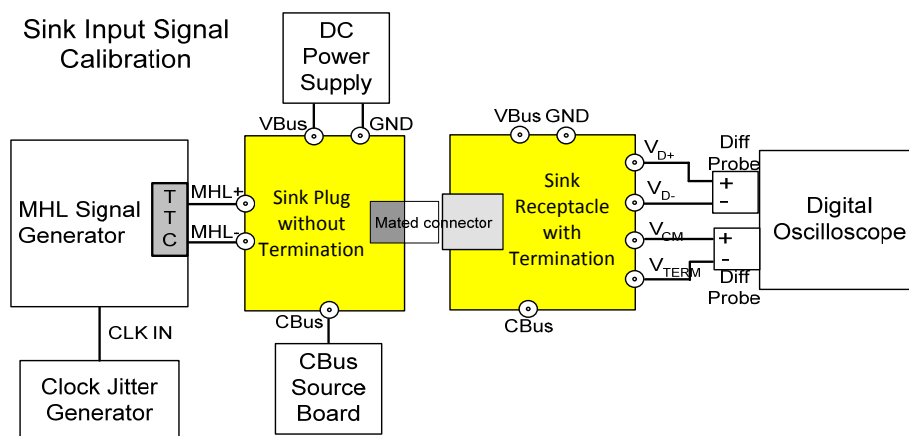 Sink Input Signal
Calibration
DC
Power
Supply
VBus
GND
VBus GND
MHL Signal
Generator
T
T
C
MHL+
MHL-
Sink Plug
without
Termination
Mated connector
Sink
Receptacle
with
Termination
VD+
VD-
VCM
VTERM
Diff
Probe
+
-
+
-
Diff
Probe
Digital
Oscilloscope
CBus
CBus
CLK IN
Clock Jitter
Generator
CBus
Source
Board